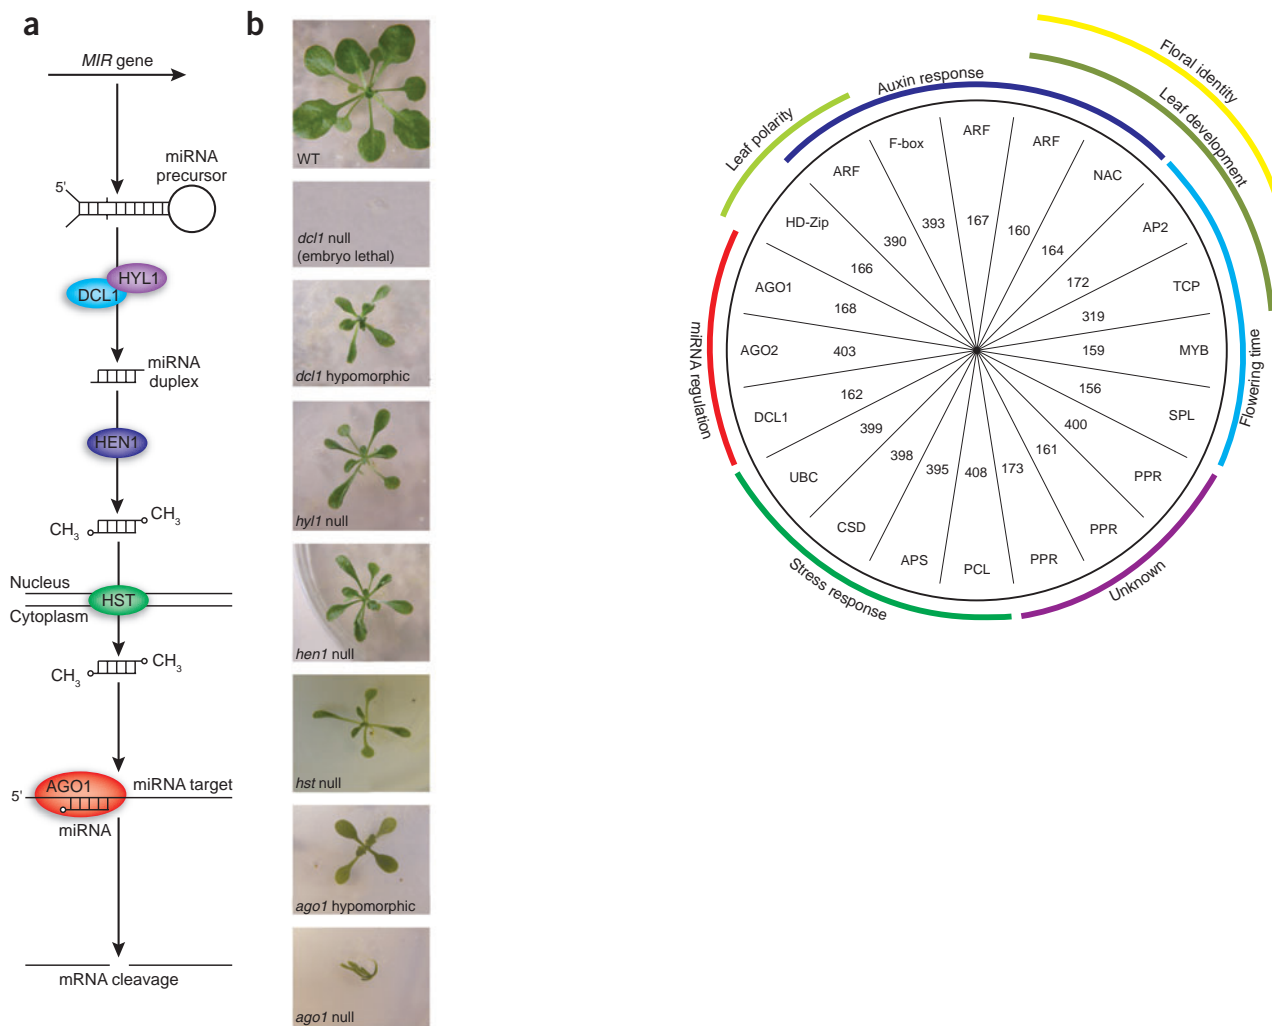 a
MIR gene
miRNA
precursor
5'
HYL1
DCL1
miRNA
duplex
HEN1
CH3
CH3
Nucleus
HST
Cytoplasm
CH3
CH3
AGO1
miRNA target
5'
miRNA
mRNA cleavage
b
WT
dcl1 null
(embryo lethal)
dcl1 hypomorphic
hyl1 null
hen1 null
hst null
ago1 hypomorphic
ago1 null
Floral identity
Leaf development
Auxin response
Leaf polarity
Flowering time
miRNA regulation
Stress response
Unknown
ARF
167
ARF
160
NAC
164
AP2
172
TCP
319
MYB
159
SPL
156
PPR
400
PPR
161
PPR
173
PCL
408
APS
395
CSD
398
UBC
399
DCL1
162
AGO2
403
AGO1
168
HD-Zip
166
ARF
390
F-box
393